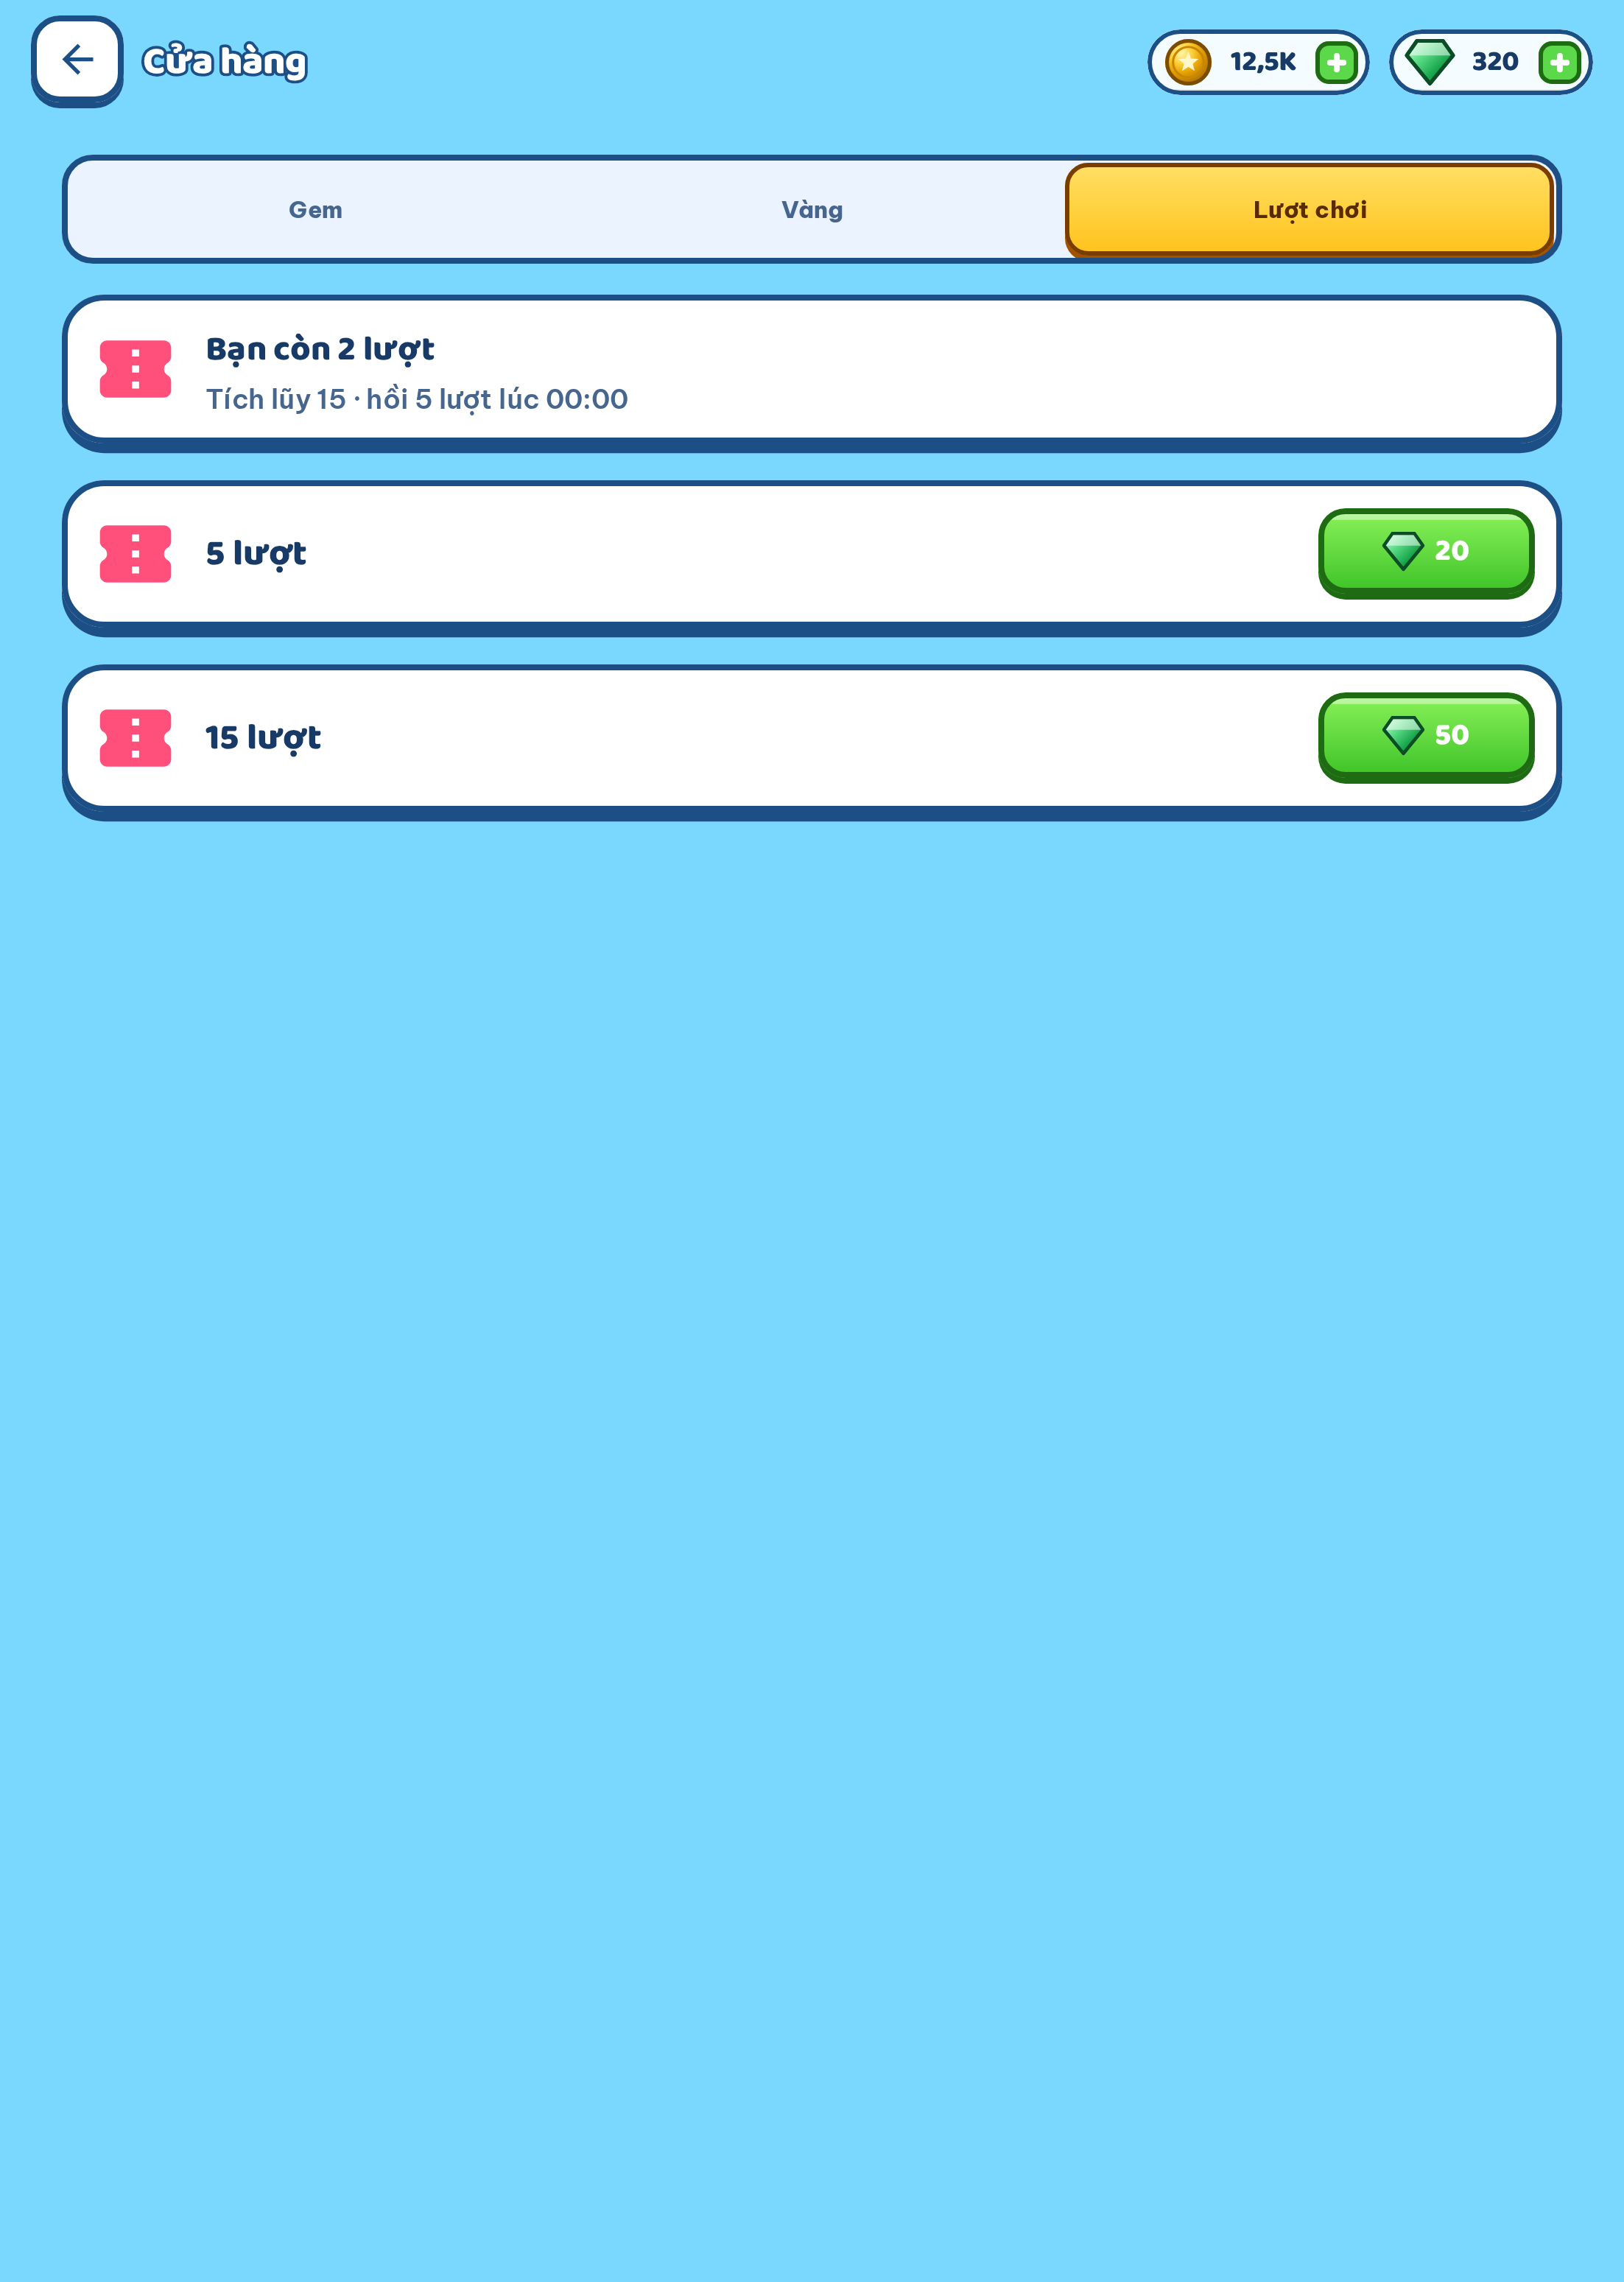 Cửa hàng
12,5K
320
Gem
Vàng
Lượt chơi
Bạn còn 2 lượt
Tích lũy 15 · hồi 5 lượt lúc 00:00
5 lượt
20
15 lượt
50